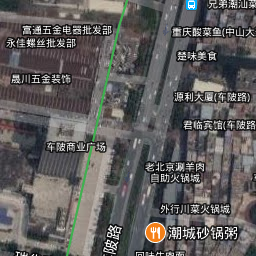 兄弟潮汕菜
富通五金电器批发部
永佳螺丝批发部
重庆酸菜鱼(中山大
楚味美食
晟川五金装饰
源利大厦(车陂路)
君临宾馆(车陂路
车陂商业广场
老北京涮羊肉
自助火锅城
外行川菜火锅城
陂路
潮城砂锅粥